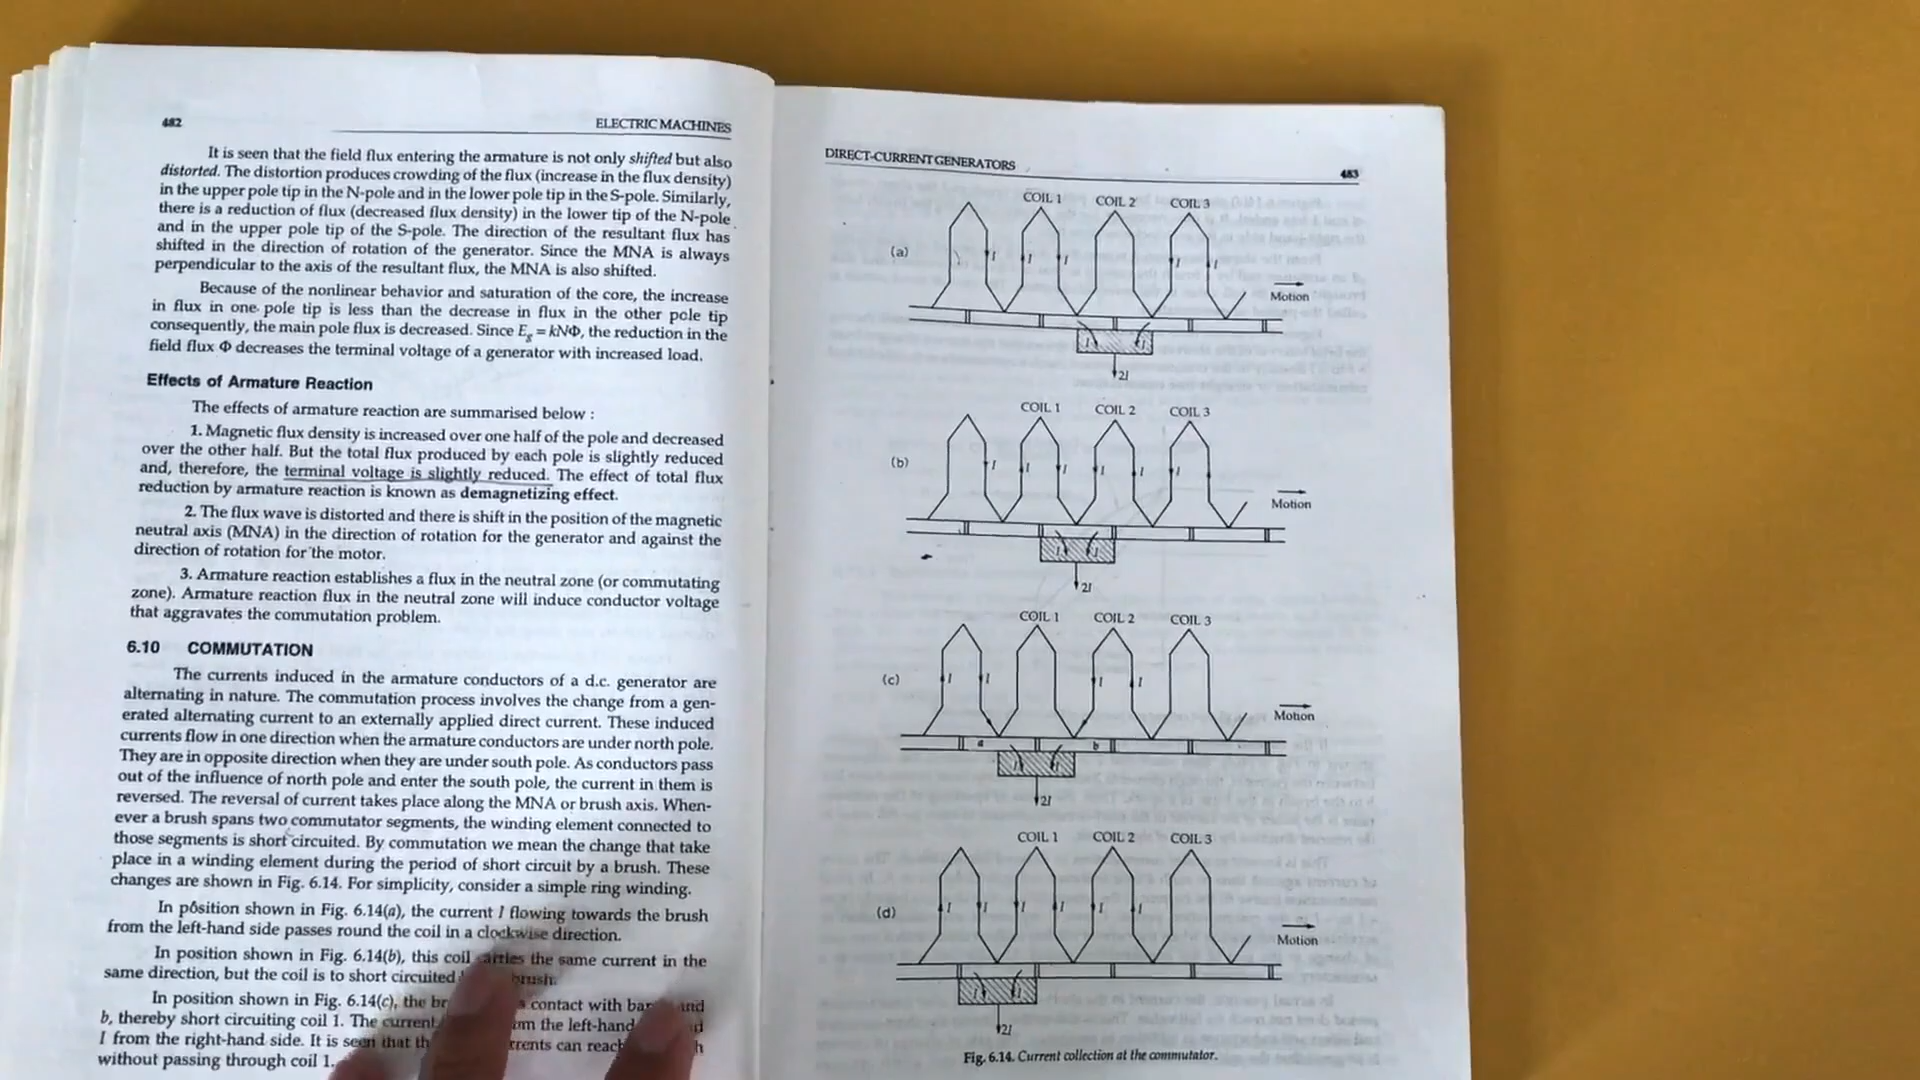 482
ELECTRIC MACHINES
It is seen that the field flux entering the armature is not only shifted but also
distorted. The distortion produces crowding of the flux (increase in the flux density)
in the upper pole tip in the N-pole and in the lower pole tip in the S-pole. Similarly,
there is a reduction of flux (decreased flux density) in the lower tip of the N-pole
and in the upper pole tip of the S-pole. The direction of the resultant flux has
shifted in the direction of rotation of the generator. Since the MNA is always
perpendicular to the axis of the resultant flux, the MNA is also shifted.
Because of the nonlinear behavior and saturation of the core, the increase
in flux in one pole tip is less than the decrease in flux in the other pole tip
consequently, the main pole flux is decreased. Since Eg = kNΦ, the reduction in the
field flux Φ decreases the terminal voltage of a generator with increased load.
Effects of Armature Reaction
The effects of armature reaction are summarised below :
1. Magnetic flux density is increased over one half of the pole and decreased
over the other half. But the total flux produced by each pole is slightly reduced
and, therefore, the terminal voltage is slightly reduced. The effect of total flux
reduction by armature reaction is known as demagnetizing effect.
2. The flux wave is distorted and there is shift in the position of the magnetic
neutral axis (MNA) in the direction of rotation for the generator and against the
direction of rotation for the motor.
3. Armature reaction establishes a flux in the neutral zone (or commutating
zone). Armature reaction flux in the neutral zone will induce conductor voltage
that aggravates the commutation problem.
6.10 COMMUTATION
The currents induced in the armature conductors of a d.c. generator are
alternating in nature. The commutation process involves the change from a gen-
erated alternating current to an externally applied direct current. These induced
currents flow in one direction when the armature conductors are under north pole.
They are in opposite direction when they are under south pole. As conductors pass
out of the influence of north pole and enter the south pole, the current in them is
reversed. The reversal of current takes place along the MNA or brush axis. When-
ever a brush spans two commutator segments, the winding element connected to
those segments is short circuited. By commutation we mean the change that take
place in a winding element during the period of short circuit by a brush. These
changes are shown in Fig. 6.14. For simplicity, consider a simple ring winding.
In position shown in Fig. 6.14(a), the current I flowing towards the brush
from the left-hand side passes round the coil in a clockwise direction.
In position shown in Fig. 6.14(b), this coil carries the same current in the
same direction, but the coil is to short circuited brush.
In position shown in Fig. 6.14(c), the contact with and
b, thereby short circuiting coil 1. The current from the left-hand
I from the right-hand side. It is seen that currents can
without passing through coil 1.
DIRECT-CURRENT GENERATORS
483
COIL 1 COIL 2 COIL 3
(a) I I I I I
Motion
I I
2I
COIL 1 COIL 2 COIL 3
(b) I I I I I I
Motion
I I
2I
COIL 1 COIL 2 COIL 3
(c) I I I I
Motion
a b
I I
2I
COIL 1 COIL 2 COIL 3
(d) I I I I I I
Motion
I I
2I
Fig. 6.14. Current collection at the commutator.